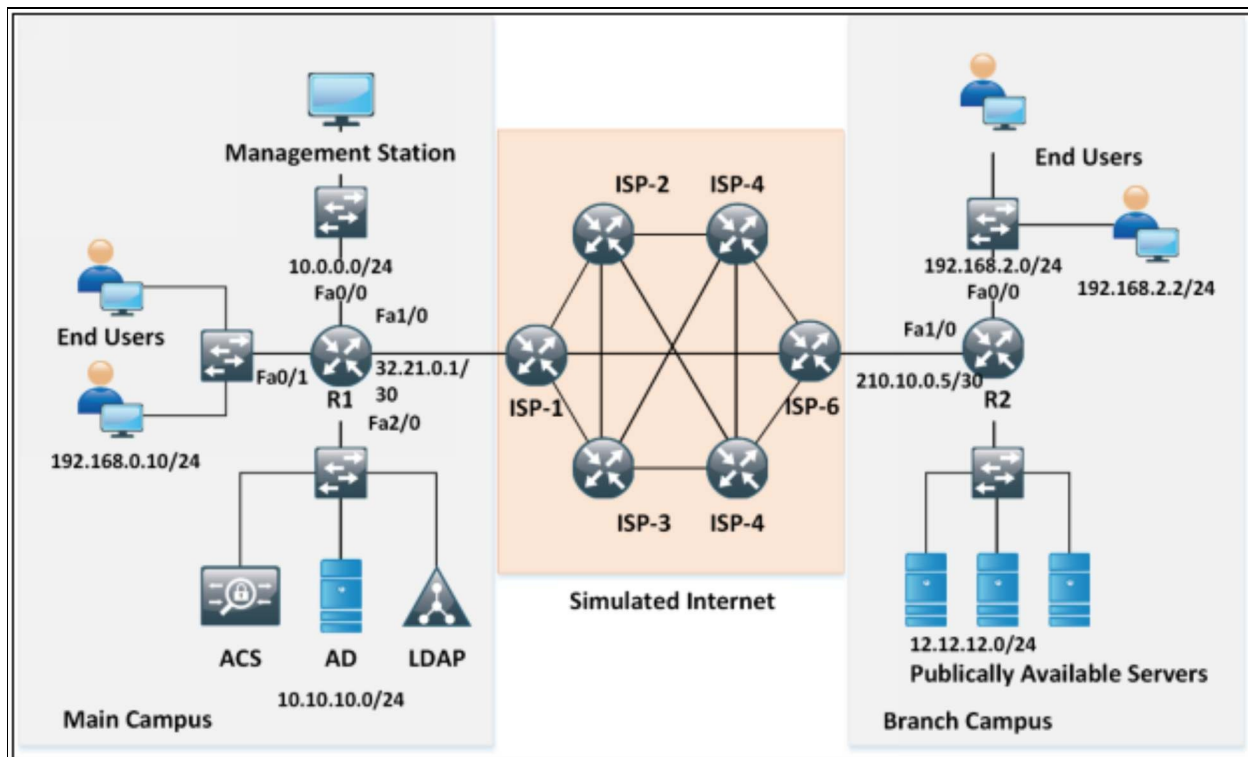 Management Station
10.0.0.0/24
Fa0/0
Fa1/0
End Users
Fa0/1
R1
32.21.0.1/
30
Fa2/0
192.168.0.10/24
ACS
AD
LDAP
10.10.10.0/24
Main Campus
ISP-2
ISP-4
ISP-1
ISP-6
ISP-3
ISP-4
Simulated Internet
End Users
192.168.2.0/24
Fa0/0
192.168.2.2/24
Fa1/0
210.10.0.5/30
R2
12.12.12.0/24
Publically Available Servers
Branch Campus